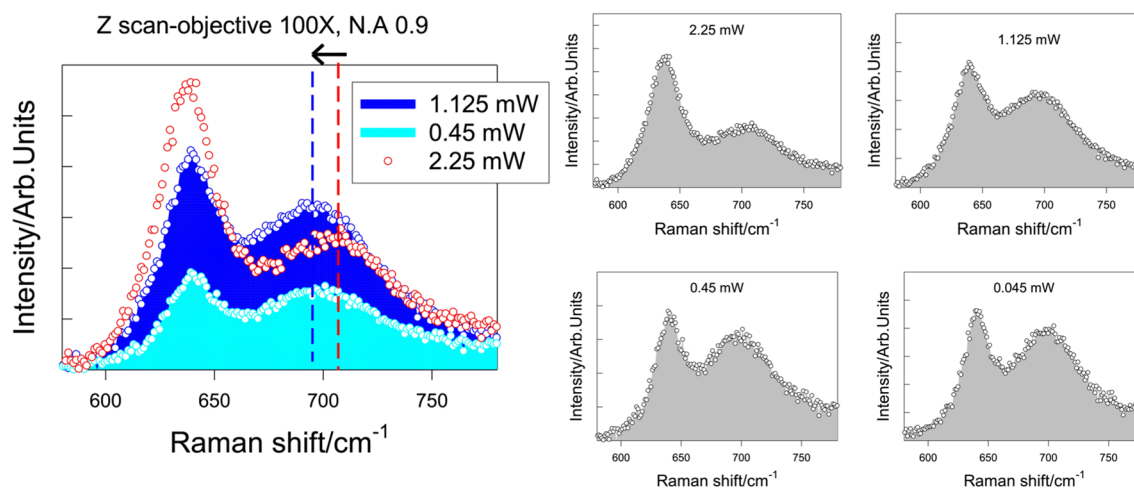 Z scan-objective 100X, N.A 0.9
1.125 mW
0.45 mW
2.25 mW
Intensity/Arb.Units
600 650 700 750
Raman shift/cm-1
2.25 mW
Intensity/Arb.Units
600 650 700 750
Raman shift/cm-1
1.125 mW
Intensity/Arb.Units
600 650 700 750
Raman shift/cm-1
0.45 mW
Intensity/Arb.Units
600 650 700 750
Raman shift/cm-1
0.045 mW
Intensity/Arb.Units
600 650 700 750
Raman shift/cm-1